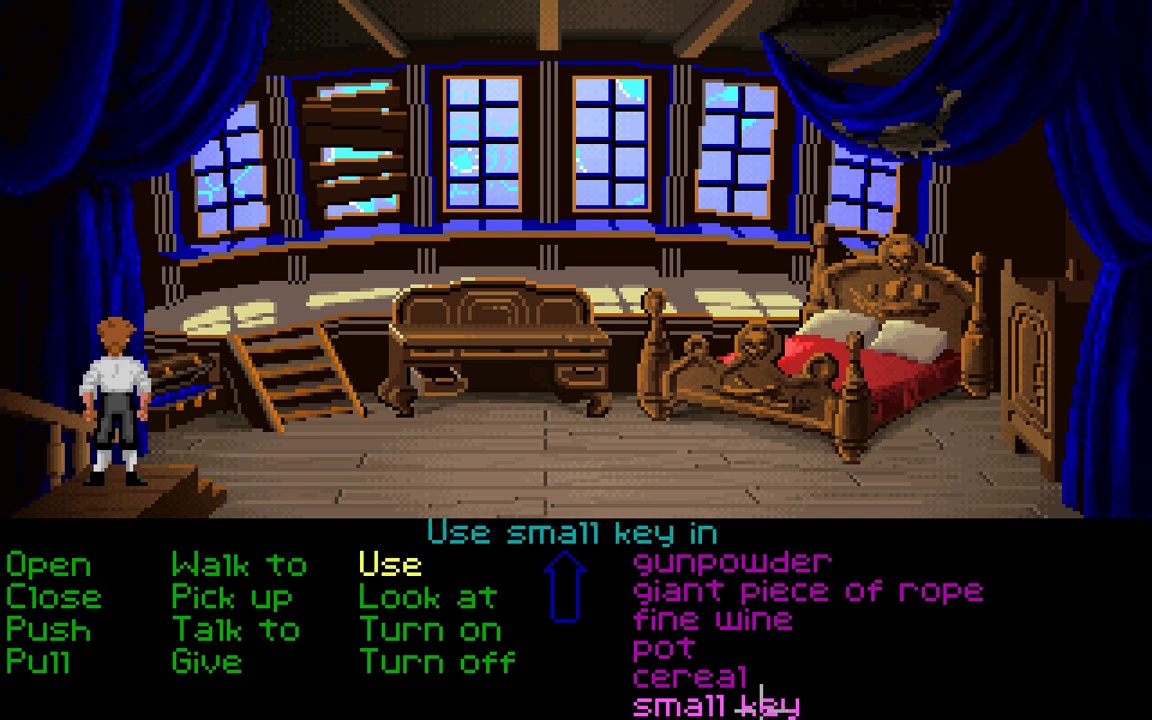 Use small key in
Open Walk to Use gunpowder
Close Pick up Look at giant piece of rope
Push Talk to Turn on fine wine
Pull Give Turn off pot
cereal
small key